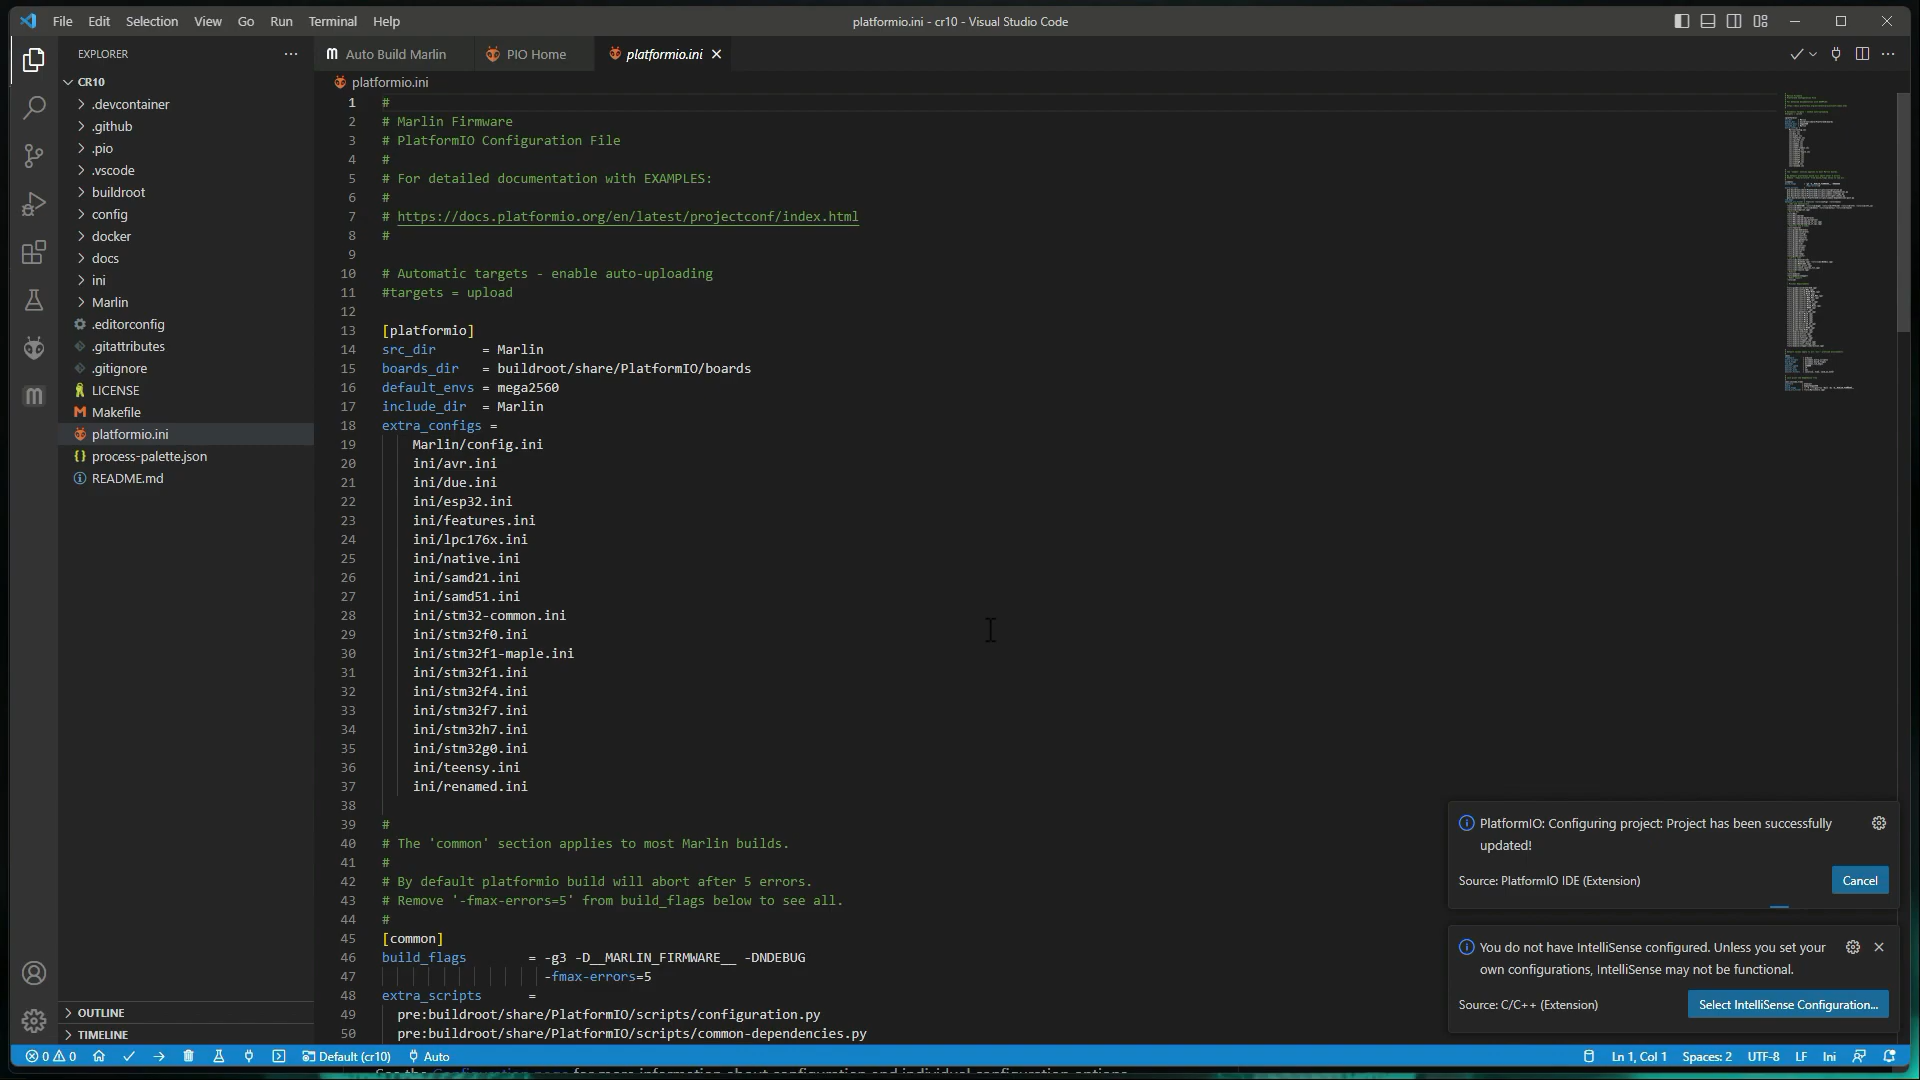 File Edit Selection View Go Run Terminal Help
platformio.ini - cr10 - Visual Studio Code
EXPLORER
CR10
.devcontainer
.github
.pio
.vscode
buildroot
config
docker
docs
ini
Marlin
.editorconfig
.gitattributes
.gitignore
LICENSE
Makefile
platformio.ini
process-palette.json
README.md
OUTLINE
TIMELINE
Auto Build Marlin PIO Home platformio.ini
platformio.ini
1 #
2 # Marlin Firmware
3 # PlatformIO Configuration File
4 #
5 # For detailed documentation with EXAMPLES:
6 #
7 # https://docs.platformio.org/en/latest/projectconf/index.html
8 #
9
10 # Automatic targets - enable auto-uploading
11 #targets = upload
12
13 [platformio]
14 src_dir = Marlin
15 boards_dir = buildroot/share/PlatformIO/boards
16 default_envs = mega2560
17 include_dir = Marlin
18 extra_configs =
19 Marlin/config.ini
20 ini/avr.ini
21 ini/due.ini
22 ini/esp32.ini
23 ini/features.ini
24 ini/lpc176x.ini
25 ini/native.ini
26 ini/samd21.ini
27 ini/samd51.ini
28 ini/stm32-common.ini
29 ini/stm32f0.ini
30 ini/stm32f1-maple.ini
31 ini/stm32f1.ini
32 ini/stm32f4.ini
33 ini/stm32f7.ini
34 ini/stm32h7.ini
35 ini/stm32g0.ini
36 ini/teensy.ini
37 ini/renamed.ini
38
39 #
40 # The 'common' section applies to most Marlin builds.
41 #
42 # By default platformio build will abort after 5 errors.
43 # Remove '-fmax-errors=5' from build_flags below to see all.
44 #
45 [common]
46 build_flags = -g3 -D__MARLIN_FIRMWARE__ -DNDEBUG
47 -fmax-errors=5
48 extra_scripts =
49 pre:buildroot/share/PlatformIO/scripts/configuration.py
50 pre:buildroot/share/PlatformIO/scripts/common-dependencies.py
PlatformIO: Configuring project: Project has been successfully
updated!
Source: PlatformIO IDE (Extension)
Cancel
You do not have IntelliSense configured. Unless you set your
own configurations, IntelliSense may not be functional.
Source: C/C++ (Extension)
Select IntelliSense Configuration...
0 0 Default (cr10) Auto
Ln 1, Col 1 Spaces: 2 UTF-8 LF Ini